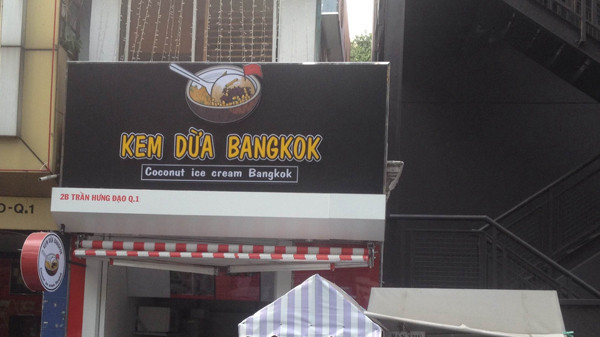 KEM DỪA BANGKOK
Coconut ice cream Bangkok
2B TRẦN HƯNG ĐẠO Q.1
O-Q.1